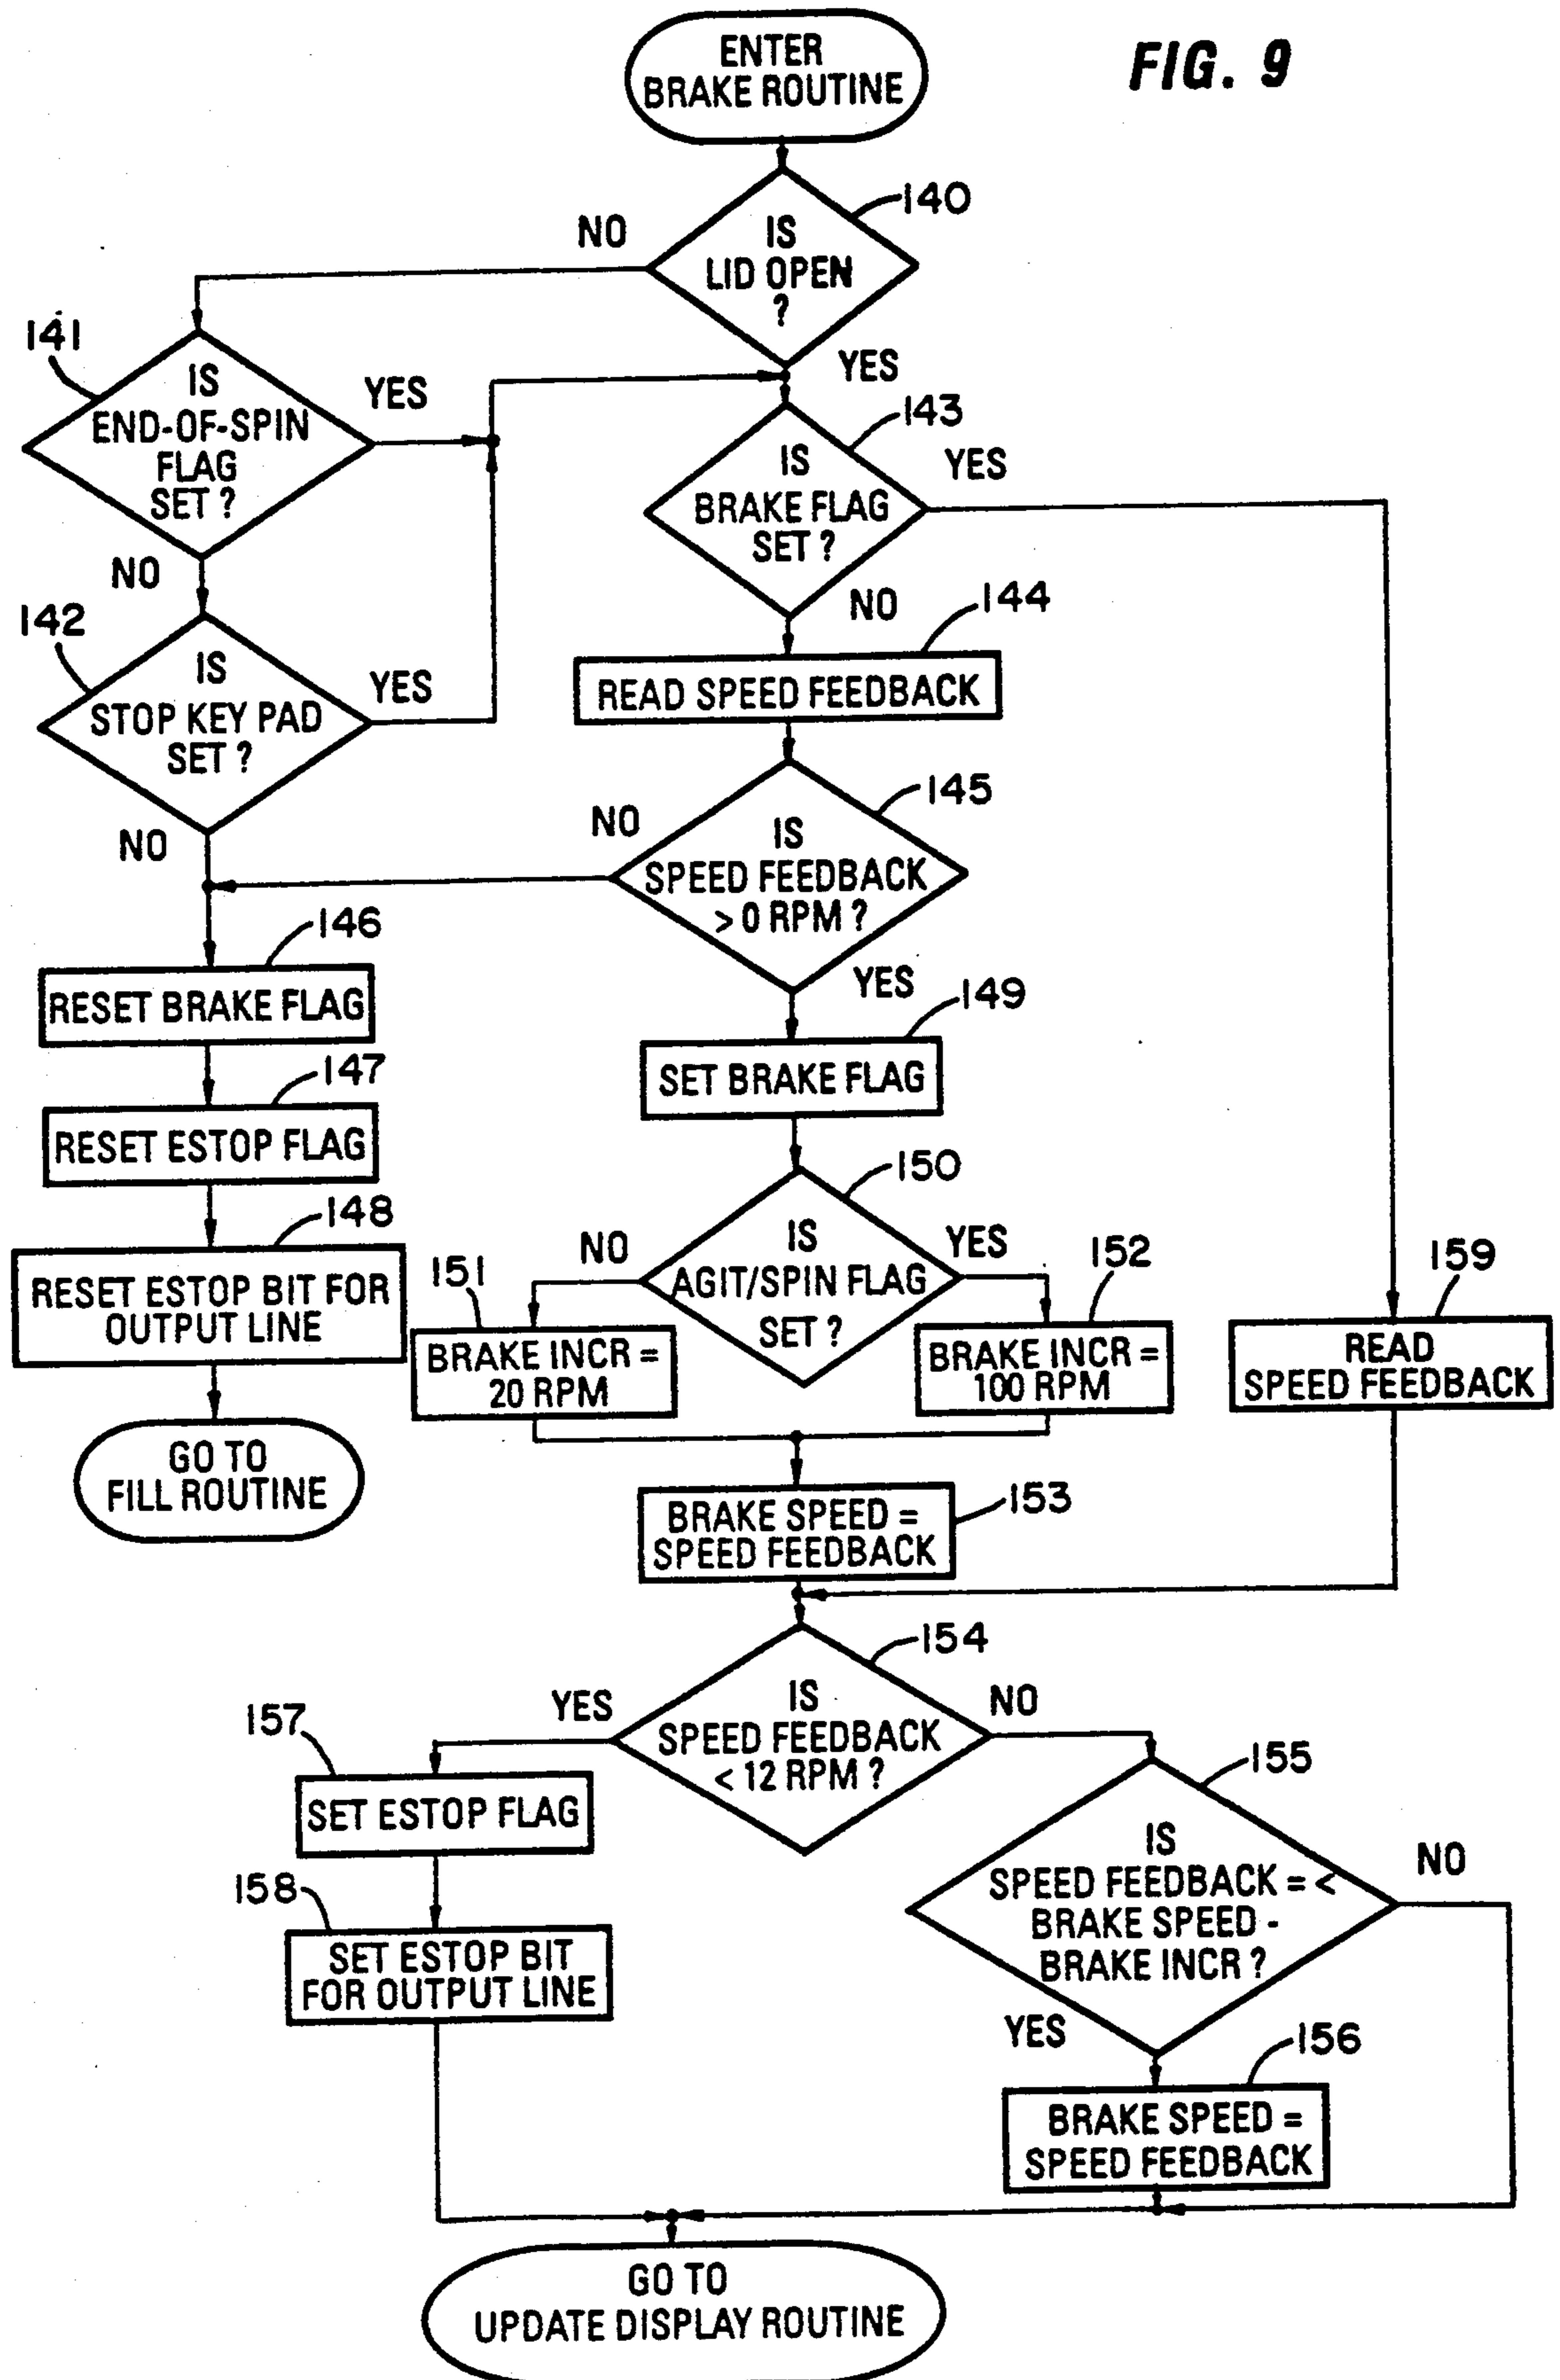 ENTER
BRAKE ROUTINE
FIG. 9
140
NO
IS
LID OPEN
?
YES
141
IS
END-OF-SPIN
FLAG
SET ?
YES
NO
143
IS
BRAKE FLAG
SET ?
YES
NO
142
IS
STOP KEY PAD
SET ?
YES
NO
144
READ SPEED FEEDBACK
145
NO
IS
SPEED FEEDBACK
> 0 RPM ?
YES
146
RESET BRAKE FLAG
147
RESET ESTOP FLAG
148
RESET ESTOP BIT FOR
OUTPUT LINE
GO TO
FILL ROUTINE
149
SET BRAKE FLAG
150
NO
IS
AGIT/SPIN FLAG
SET ?
YES
151
BRAKE INCR =
20 RPM
152
BRAKE INCR =
100 RPM
159
READ
SPEED FEEDBACK
153
BRAKE SPEED =
SPEED FEEDBACK
154
YES
IS
SPEED FEEDBACK
< 12 RPM ?
NO
157
SET ESTOP FLAG
158
SET ESTOP BIT
FOR OUTPUT LINE
155
IS
SPEED FEEDBACK = <
BRAKE SPEED -
BRAKE INCR ?
NO
YES
156
BRAKE SPEED =
SPEED FEEDBACK
GO TO
UPDATE DISPLAY ROUTINE